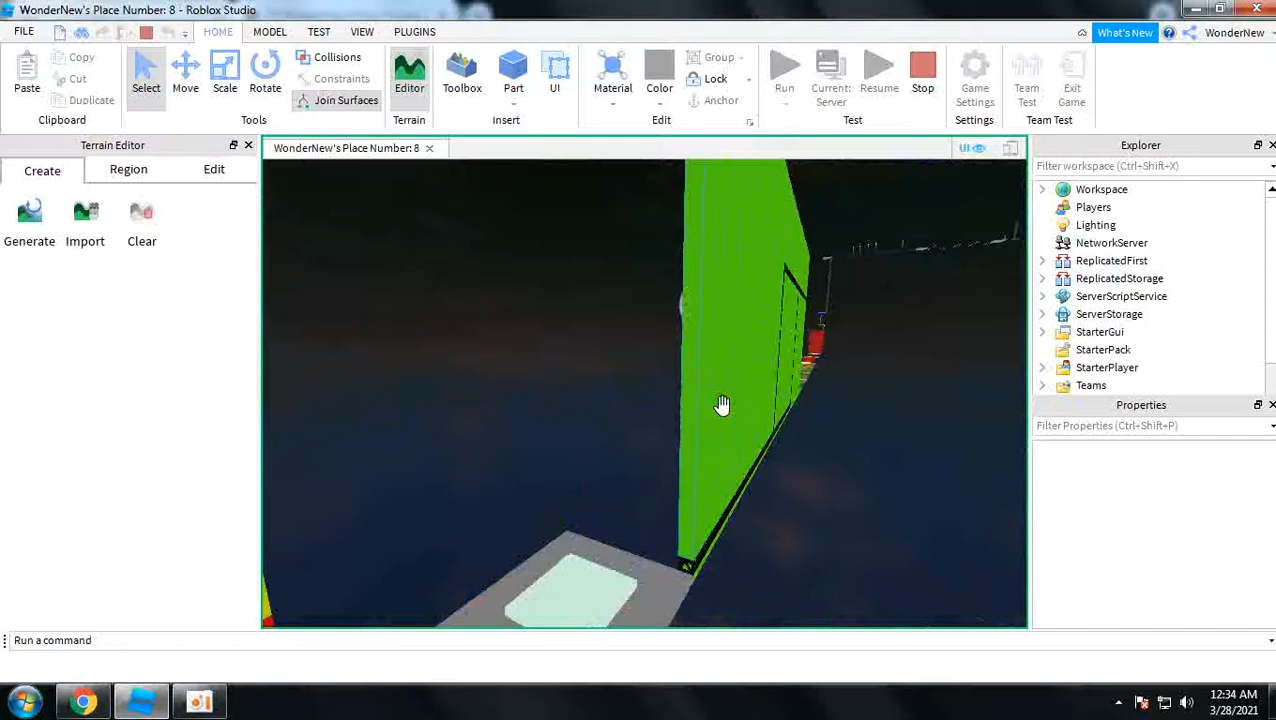 WonderNew's Place Number: 8 - Roblox Studio
FILE HOME MODEL TEST VIEW PLUGINS What's New WonderNew
Paste Copy Cut Duplicate Clipboard
Select Move Scale Rotate Collisions Constraints Join Surfaces Tools
Editor Terrain
Toolbox Part UI Insert
Material Color Group Lock Anchor Edit
Run Current: Server Resume Stop Test
Game Settings Settings
Team Test Exit Game Team Test
Terrain Editor
Create Region Edit
Generate Import Clear
WonderNew's Place Number: 8
UI
Explorer
Filter workspace (Ctrl+Shift+X)
Workspace
Players
Lighting
NetworkServer
ReplicatedFirst
ReplicatedStorage
ServerScriptService
ServerStorage
StarterGui
StarterPack
StarterPlayer
Teams
Properties
Filter Properties (Ctrl+Shift+P)
Run a command
12:34 AM
3/28/2021